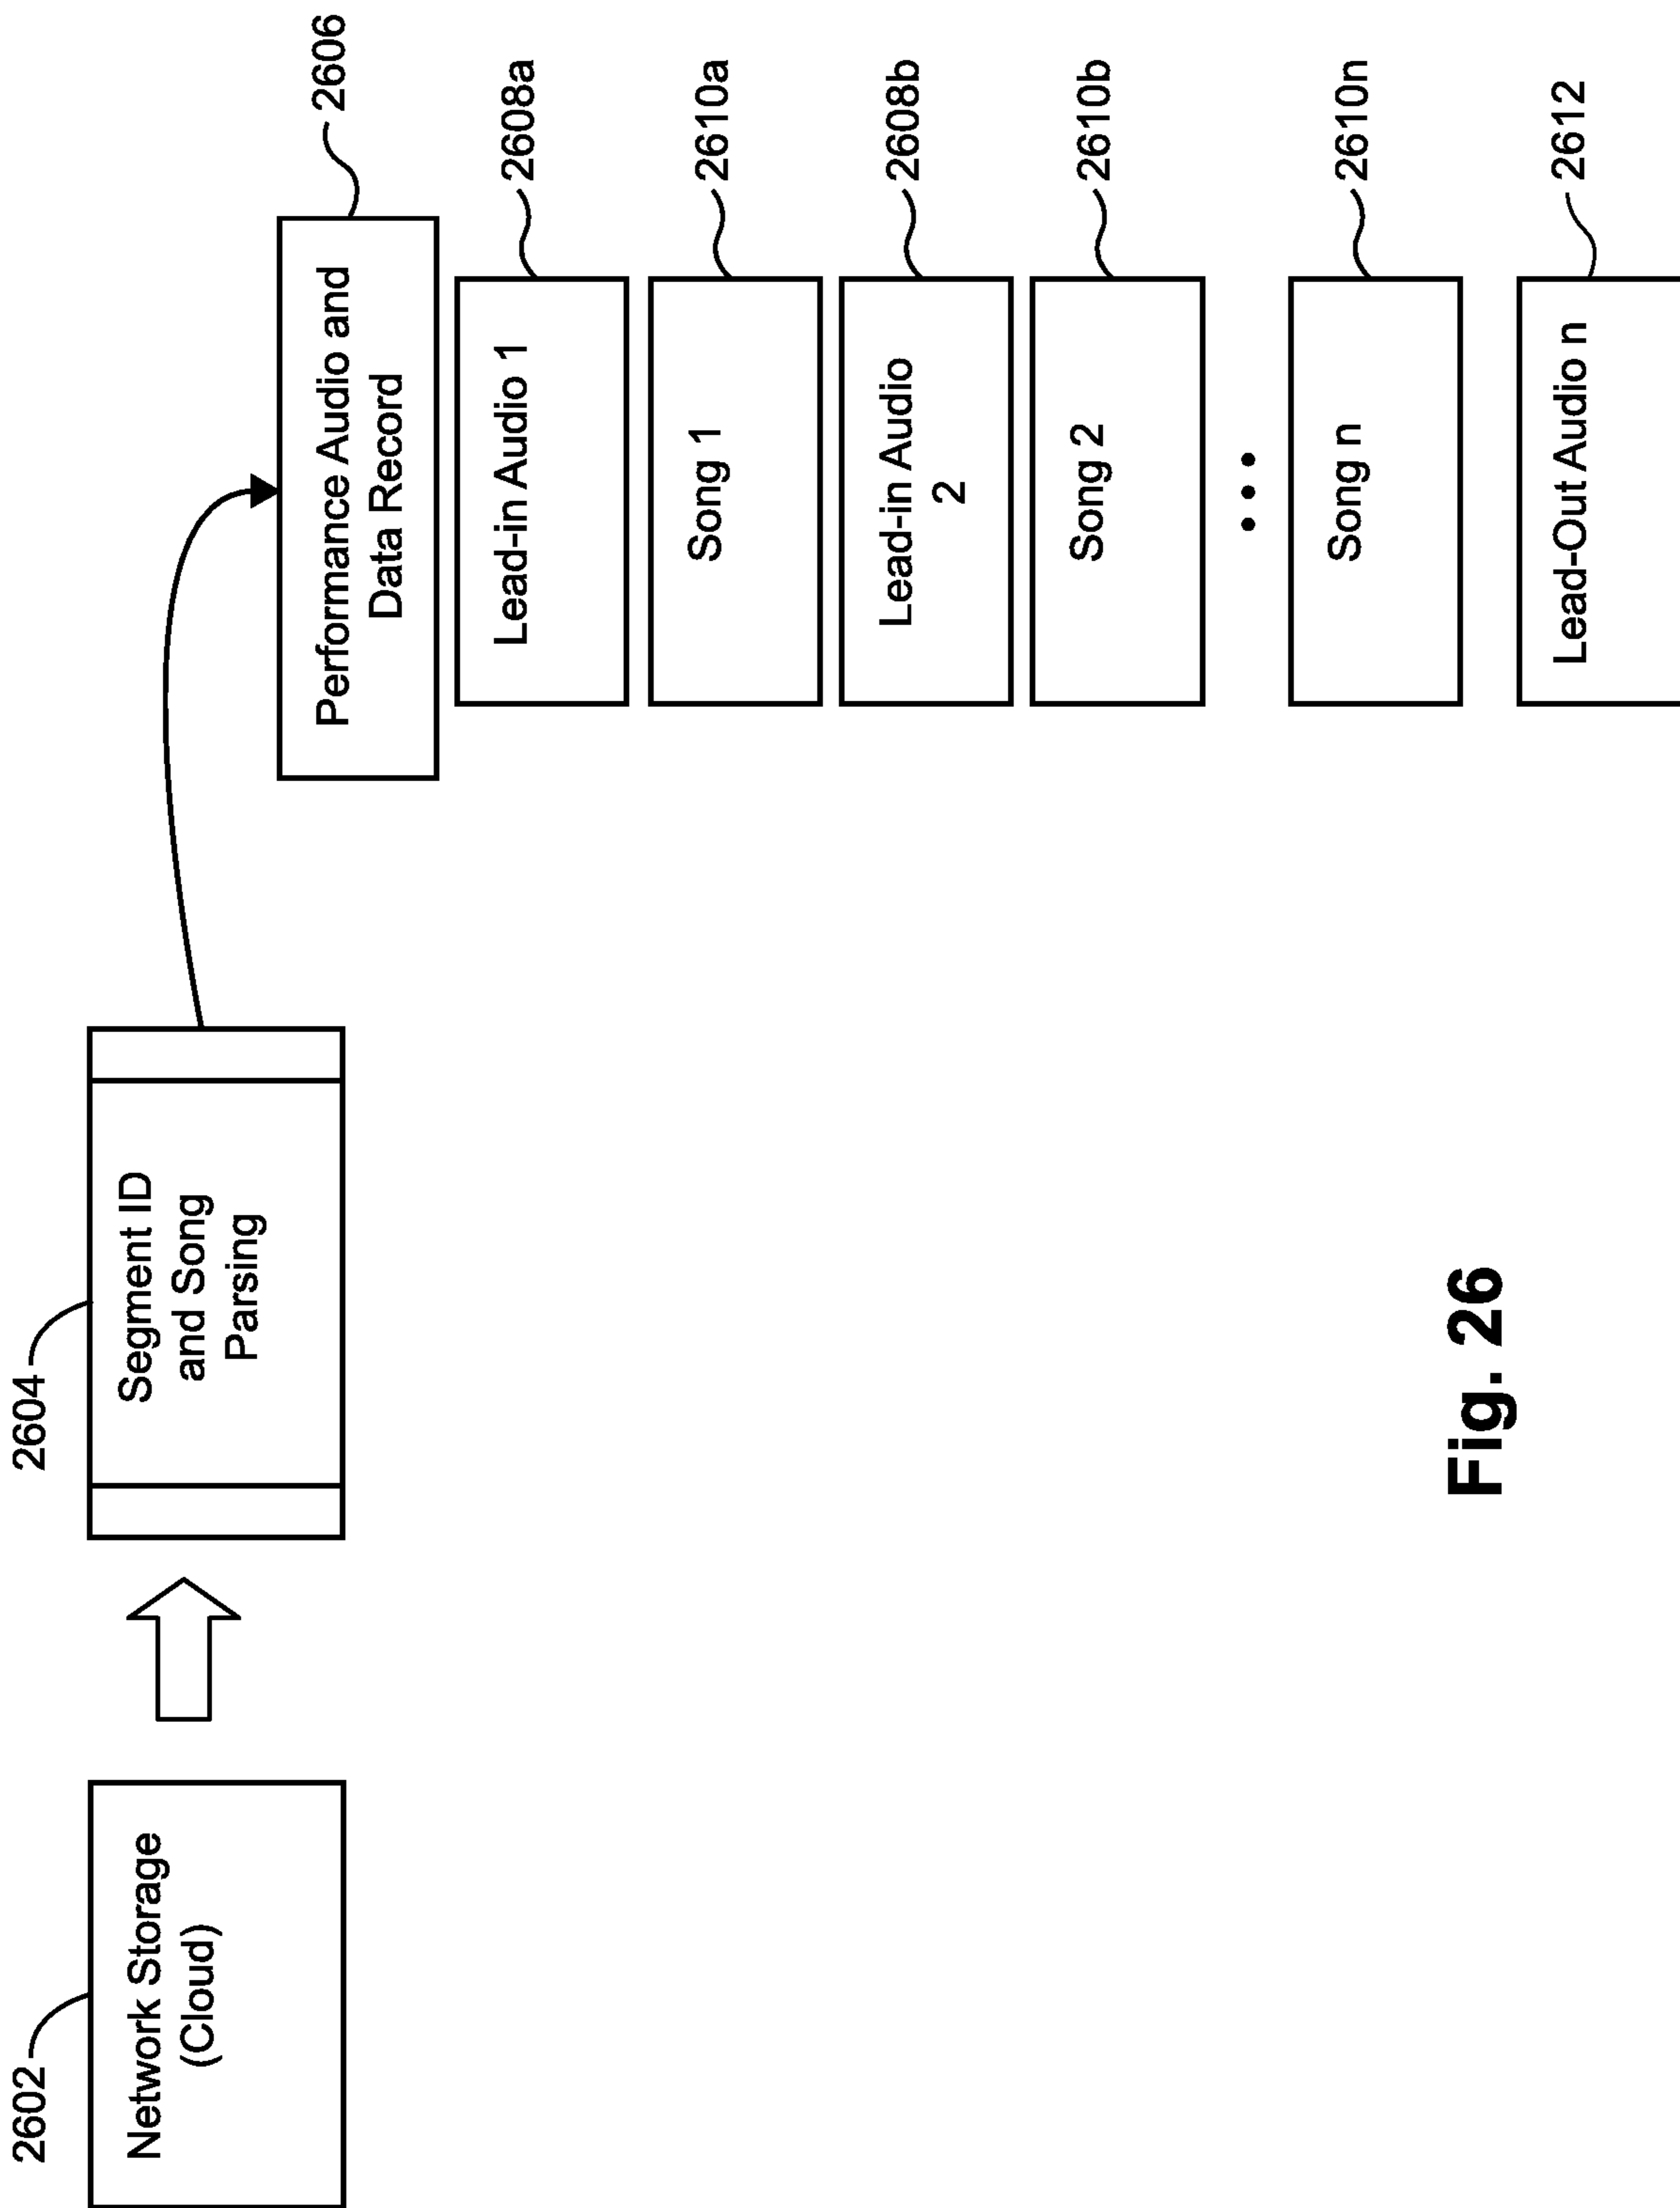 2602
Network Storage
(Cloud)
2604
Segment ID
and Song
Parsing
2606
Performance Audio and
Data Record
2608a
Lead-in Audio 1
2610a
Song 1
2608b
Lead-in Audio
2
2610b
Song 2
•••
2610n
Song n
2612
Lead-Out Audio n
Fig. 26